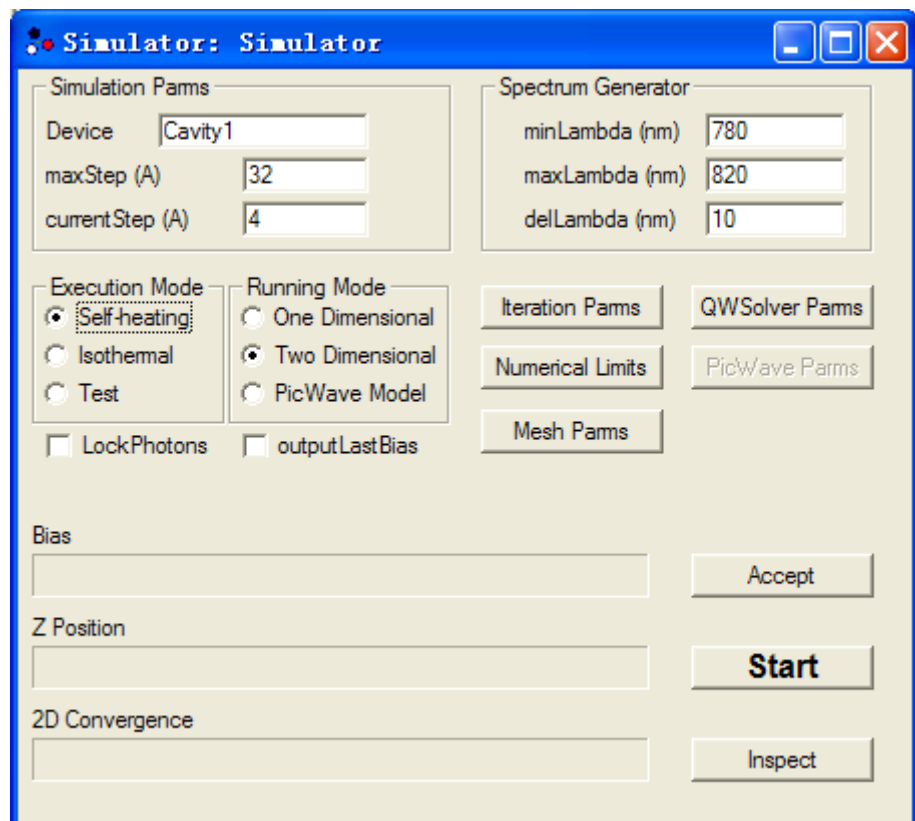 Simulator: Simulator
Simulation Parms
Device Cavity1
maxStep (A) 32
currentStep (A) 4
Spectrum Generator
minLambda (nm) 780
maxLambda (nm) 820
delLambda (nm) 10
Execution Mode
Self-heating
Isothermal
Test
Running Mode
One Dimensional
Two Dimensional
PicWave Model
Iteration Parms
QWSolver Parms
Numerical Limits
PicWave Parms
Mesh Parms
LockPhotons
outputLastBias
Bias
Accept
Z Position
Start
2D Convergence
Inspect